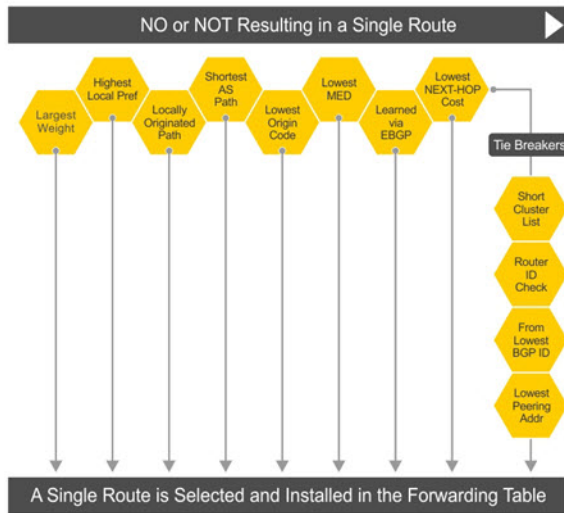 NO or NOT Resulting in a Single Route
Largest
Weight
Highest
Local Pref
Locally
Originated
Path
Shortest
AS
Path
Lowest
Origin
Code
Lowest
MED
Learned
via
EBGP
Lowest
NEXT-HOP
Cost
Tie Breakers
Short
Cluster
List
Router
ID
Check
From
Lowest
BGP ID
Lowest
Peering
Addr
A Single Route is Selected and Installed in the Forwarding Table